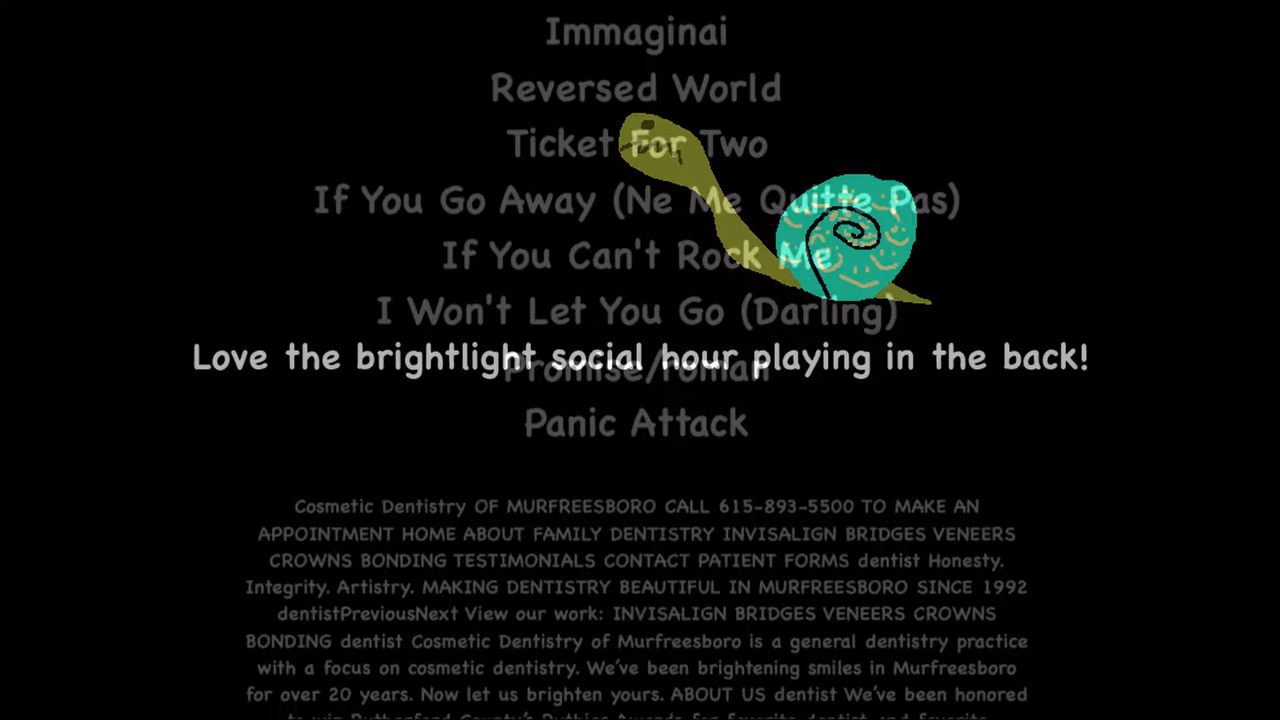 Immaginai
Reversed World
Ticket For Two
If You Go Away (Ne Me Quitte Pas)
If You Can't Rock Me
I Won't Let You Go (Darling)
Love the brightlight social hour playing in the back!
Promise/roman
Panic Attack
Cosmetic Dentistry OF MURFREESBORO CALL 615-893-5500 TO MAKE AN
APPOINTMENT HOME ABOUT FAMILY DENTISTRY INVISALIGN BRIDGES VENEERS
CROWNS BONDING TESTIMONIALS CONTACT PATIENT FORMS dentist Honesty.
Integrity. Artistry. MAKING DENTISTRY BEAUTIFUL IN MURFREESBORO SINCE 1992
dentistPreviousNext View our work: INVISALIGN BRIDGES VENEERS CROWNS
BONDING dentist Cosmetic Dentistry of Murfreesboro is a general dentistry practice
with a focus on cosmetic dentistry. We've been brightening smiles in Murfreesboro
for over 20 years. Now let us brighten yours. ABOUT US dentist We've been honored